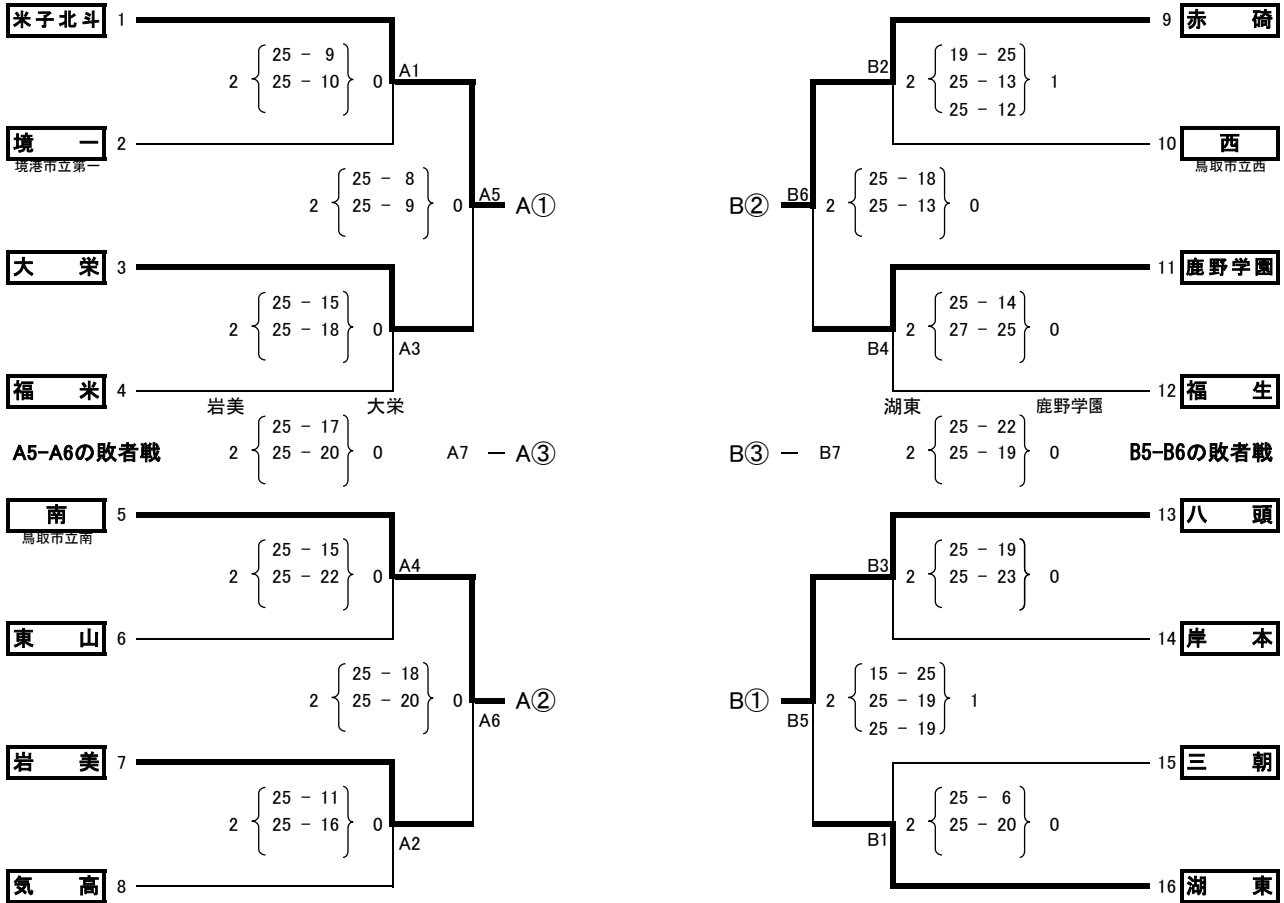 米子北斗 1
25 - 9
2 25 - 10 0
A1
境 一 2
境港市立第一
25 - 8
2 25 - 9 0
A5 A①
大 栄 3
25 - 15
2 25 - 18 0
A3
福 米 4
岩美 大栄
25 - 17
A5-A6の敗者戦 2 25 - 20 0 A7 - A③
南 5
鳥取市立南
25 - 15
2 25 - 22 0
A4
東 山 6
25 - 18
2 25 - 20 0
A6 A②
岩 美 7
25 - 11
2 25 - 16 0
A2
気 高 8
9 赤 碕
B2
19 - 25
2 25 - 13 1
25 - 12
10 西
鳥取市立西
25 - 18
B② B6 2 25 - 13 0
11 鹿野学園
25 - 14
2 27 - 25 0
B4
12 福 生
湖東 鹿野学園
25 - 22
B③ - B7 2 25 - 19 0 B5-B6の敗者戦
13 八 頭
B3
25 - 19
2 25 - 23 0
14 岸 本
15 - 25
B① B5 2 25 - 19 1
25 - 19
15 三 朝
25 - 6
2 25 - 20 0
B1
16 湖 東